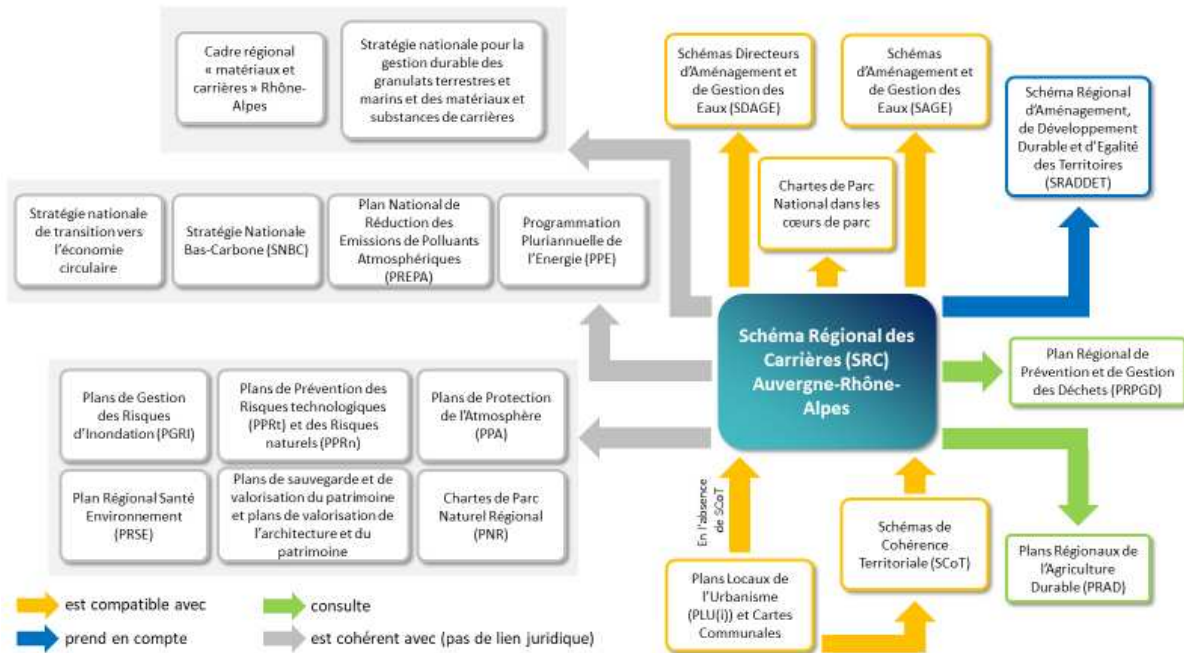 Cadre régional
« matériaux et
carrières » Rhône-
Alpes
Stratégie nationale pour la
gestion durable des
granulats terrestres et
marins et des matériaux et
substances de carrières
Schémas Directeurs
d'Aménagement et
de Gestion des
Eaux (SDAGE)
Schémas
d'Aménagement et
de Gestion des
Eaux (SAGE)
Schéma Régional
d'Aménagement,
de Développement
Durable et d'Egalité
des Territoires
(SRADDET)
Chartes de Parc
National dans les
cœurs de parc
Stratégie nationale
de transition vers
l'économie
circulaire
Stratégie Nationale
Bas-Carbone (SNBC)
Plan National de
Réduction des
Emissions de Polluants
Atmosphériques
(PREPA)
Programmation
Pluriannuelle de
l'Energie (PPE)
Schéma Régional des
Carrières (SRC)
Auvergne-Rhône-
Alpes
Plan Régional de
Prévention et de Gestion
des Déchets (PRPGD)
Plans de Gestion
des Risques
d'Inondation (PGRI)
Plans de Prévention des
Risques technologiques
(PPRt) et des Risques
naturels (PPRn)
Plans de Protection
de l'Atmosphère
(PPA)
Plan Régional Santé
Environnement
(PRSE)
Plans de sauvegarde et de
valorisation du patrimoine
et plans de valorisation de
l'architecture et du
patrimoine
Chartes de Parc
Naturel Régional
(PNR)
En l'absence
de SCoT
Schémas de
Cohérence
Territoriale (SCoT)
Plans Régionaux de
l'Agriculture
Durable (PRAD)
Plans Locaux de
l'Urbanisme
(PLU(i)) et Cartes
Communales
est compatible avec
consulte
prend en compte
est cohérent avec (pas de lien juridique)